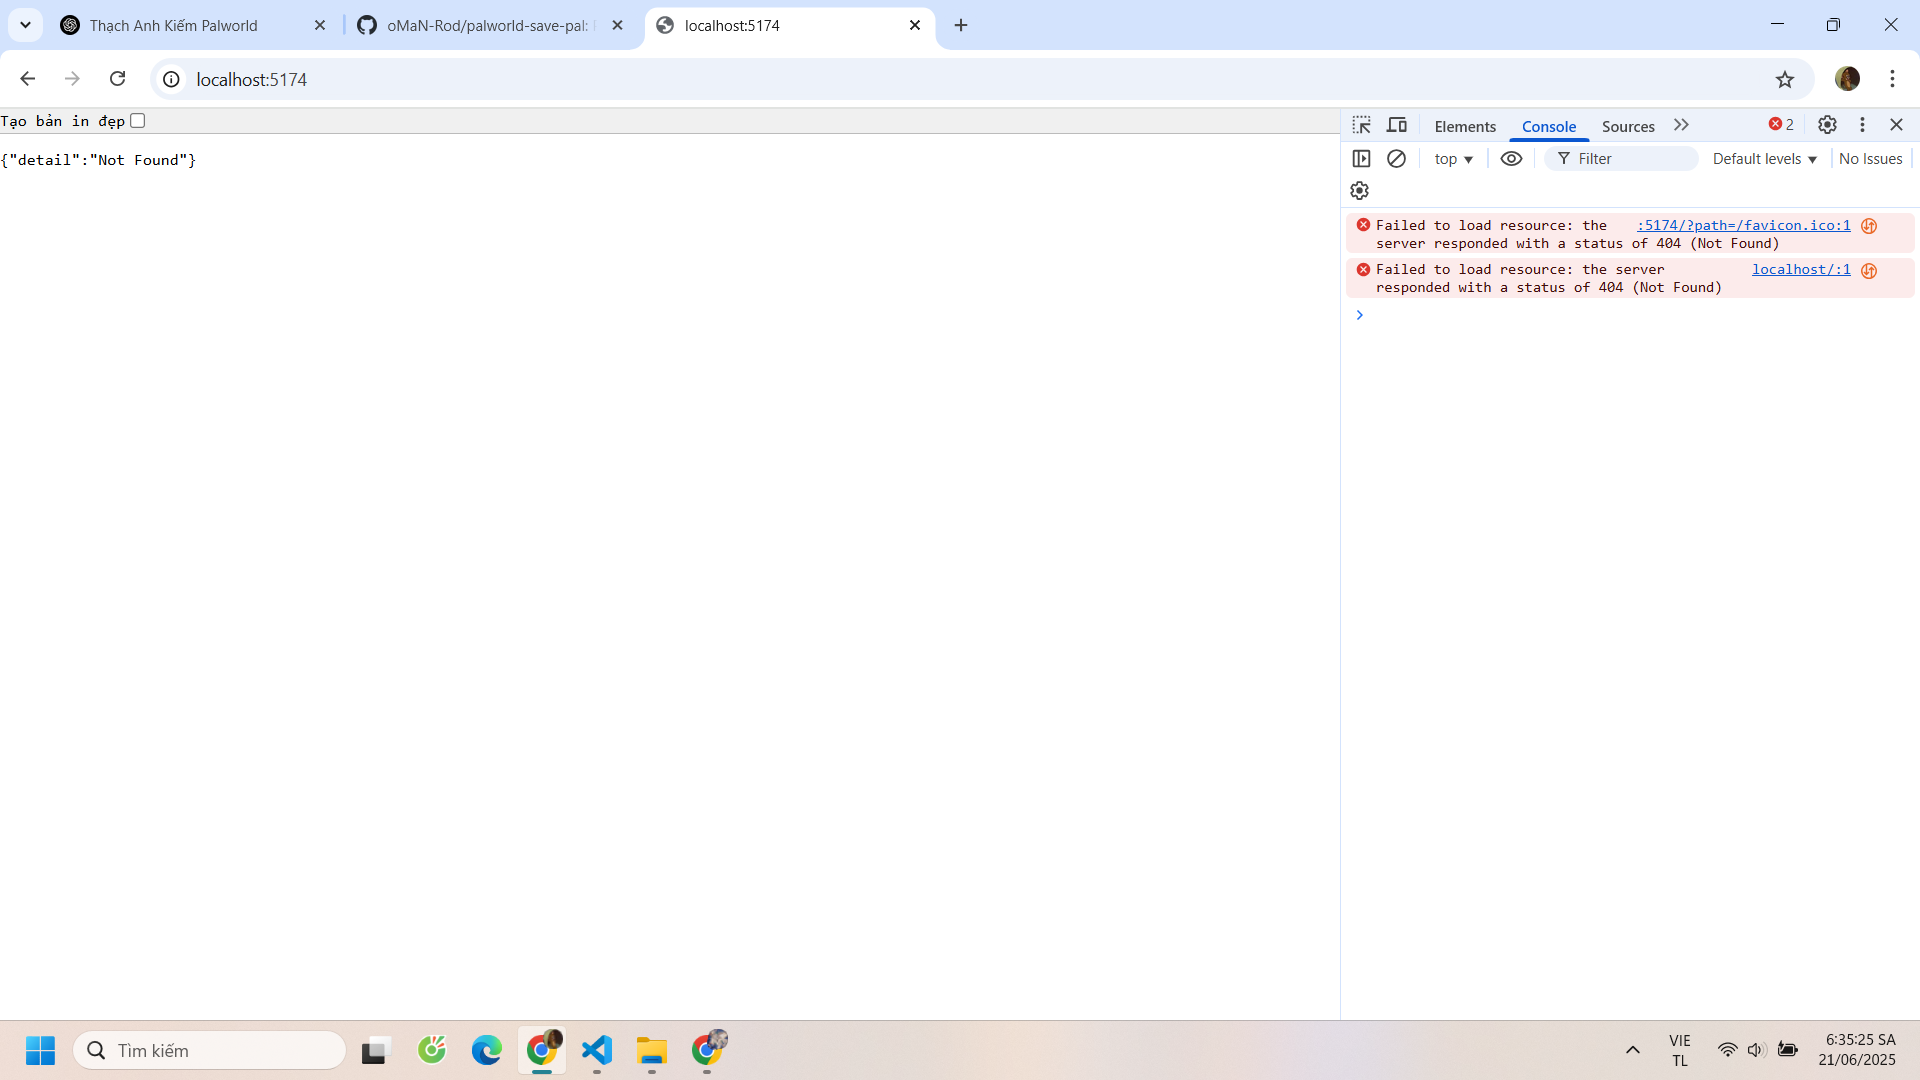 Thạch Anh Kiếm Palworld
oMaN-Rod/palworld-save-pal:
localhost:5174
localhost:5174
Tạo bản in đẹp
{"detail":"Not Found"}
Elements
Console
Sources
2
top
Filter
Default levels
No Issues
Failed to load resource: the :5174/?path=/favicon.ico:1
server responded with a status of 404 (Not Found)
Failed to load resource: the server localhost/:1
responded with a status of 404 (Not Found)
Tìm kiếm
VIE
TL
6:35:25 SA
21/06/2025